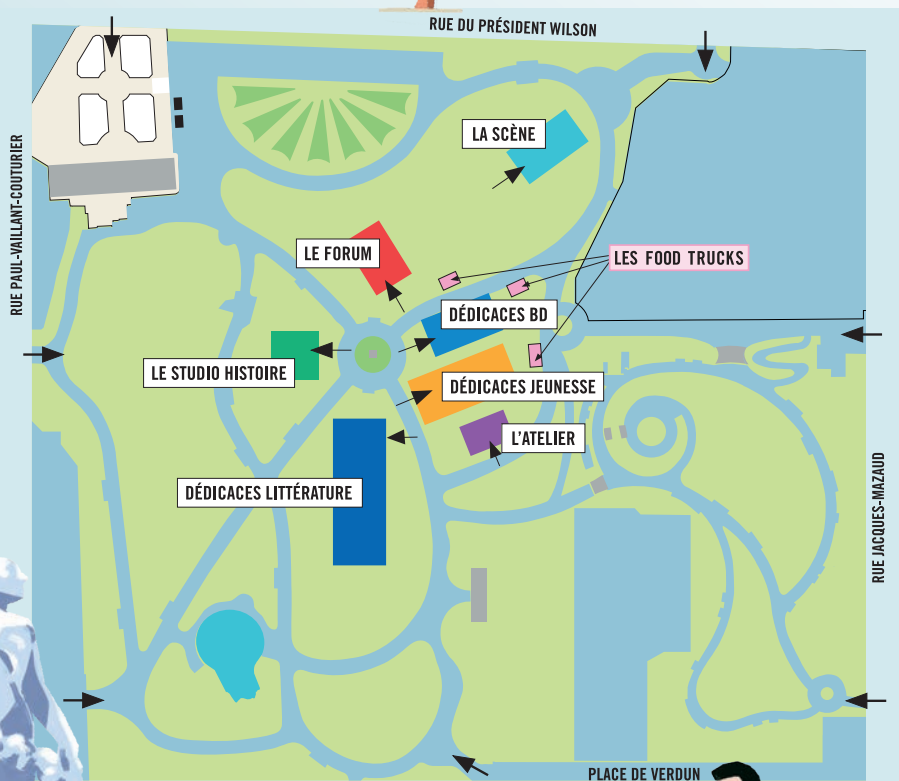 RUE DU PRÉSIDENT WILSON
RUE PAUL-VAILLANT-COUTURIER
LA SCÈNE
LE FORUM
LES FOOD TRUCKS
DÉDICACES BD
LE STUDIO HISTOIRE
DÉDICACES JEUNESSE
L'ATELIER
DÉDICACES LITTÉRATURE
RUE JACQUES-MAZAUD
PLACE DE VERDUN